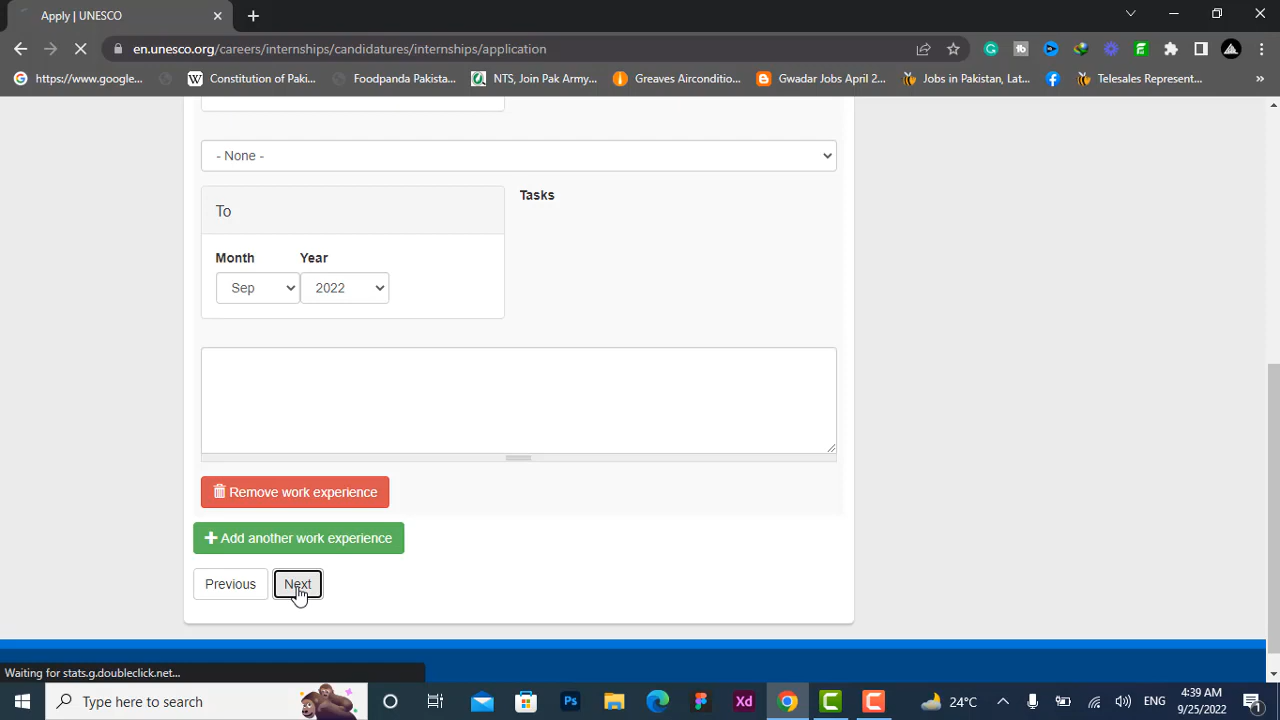 Apply | UNESCO
en.unesco.org/careers/internships/candidatures/internships/application
https://www.google...
Constitution of Paki...
Foodpanda Pakista...
NTS, Join Pak Army,...
Greaves Airconditio...
Gwadar Jobs April 2...
Jobs in Pakistan, Lat...
Telesales Represent...
- None -
To
Tasks
Month Year
Sep 2022
Remove work experience
Add another work experience
Previous Next
Waiting for stats.g.doubleclick.net...
Type here to search
Ps
Xd
24°C
ENG
4:39 AM
9/25/2022
1